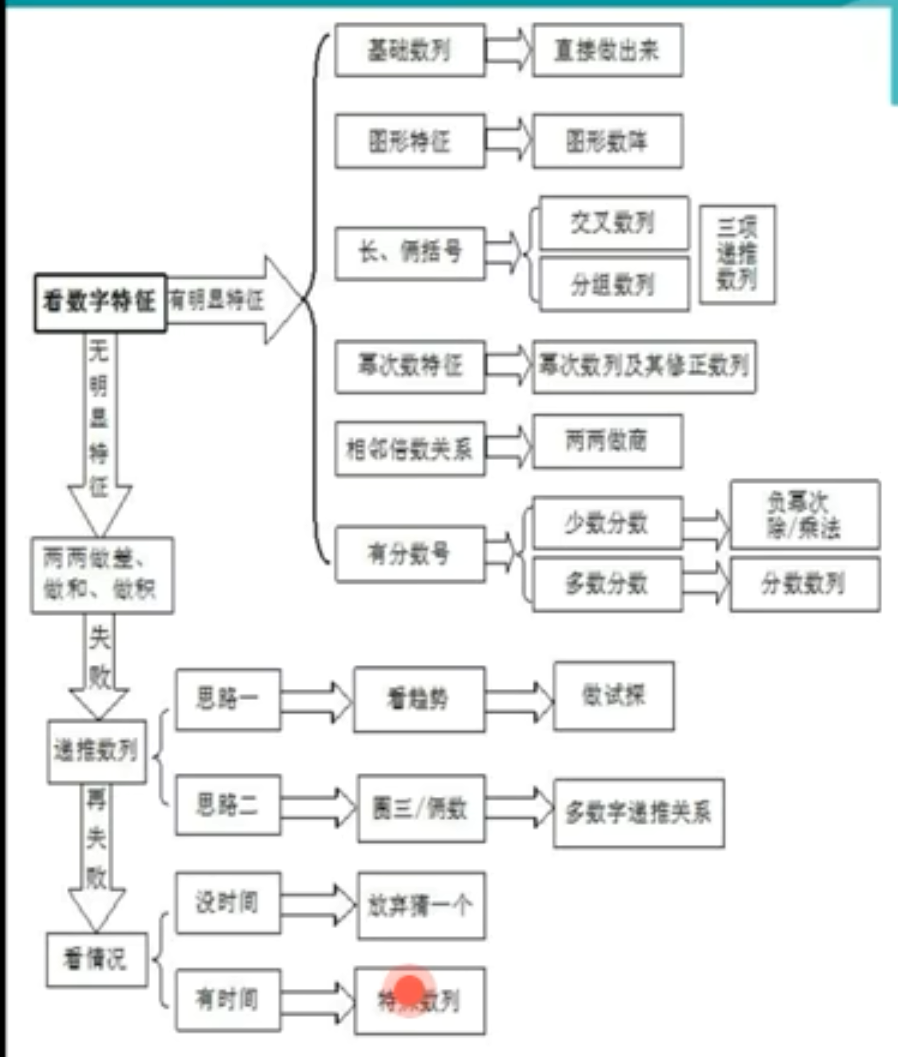 基础数列
直接做出来
图形特征
图形数阵
长、俩括号
交叉数列
分组数列
三项
递推
数列
看数字特征
有明显特征
幂次数特征
幂次数列及其修正数列
相邻倍数关系
两两做商
有分数号
少数分数
负幂次
除/乘法
多数分数
分数数列
无明显特征
两两做差、
做和、做积
失败
递推数列
思路一
看趋势
做试探
思路二
圈三/俩数
多数字递推关系
再失败
看情况
没时间
放弃猜一个
有时间
特 数列